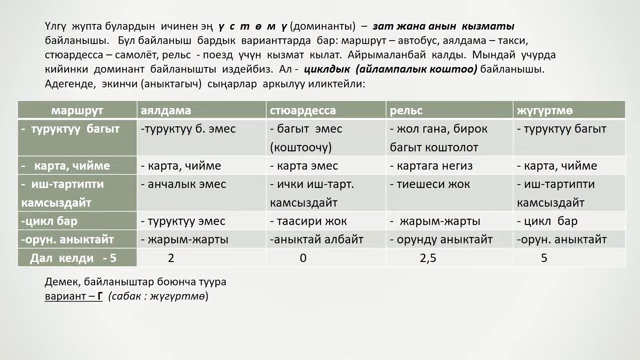 Үлгү жупта булардын ичинен эң ү с т ө м ү (доминанты) – зат жана анын кызматы
байланышы. Бул байланыш бардык варианттарда бар: маршрут – автобус, аялдама – такси,
стюардесса – самолёт, рельс - поезд үчүн кызмат кылат. Айрымаланбай калды. Мындай учурда
кийинки доминант байланышты издейбиз. Ал - циклдык (айлампалык коштоо) байланышы.
Адегенде, экинчи (аныктагыч) сыңарлар аркылуу иликтейли:
маршрут аялдама стюардесса рельс жүгүртмө
- туруктуу багыт -туруктуу б. эмес - багыт эмес (коштоочу) - жол гана, бирок багыт коштолот - туруктуу багыт
- карта, чийме - карта, чийме - карта эмес - картага негиз - карта, чийме
- иш-тартипти камсыздайт - анчалык эмес - ички иш-тарт. камсыздайт - тиешеси жок - иш-тартипти камсыздайт
-цикл бар - туруктуу эмес - таасири жок - жарым-жарты - цикл бар
-орун. аныктайт - жарым-жарты -аныктай албайт - орунду аныктайт -орун. аныктайт
Дал келди - 5 2 0 2,5 5
Демек, байланыштар боюнча туура
вариант – Г (сабак : жүгүртмө)